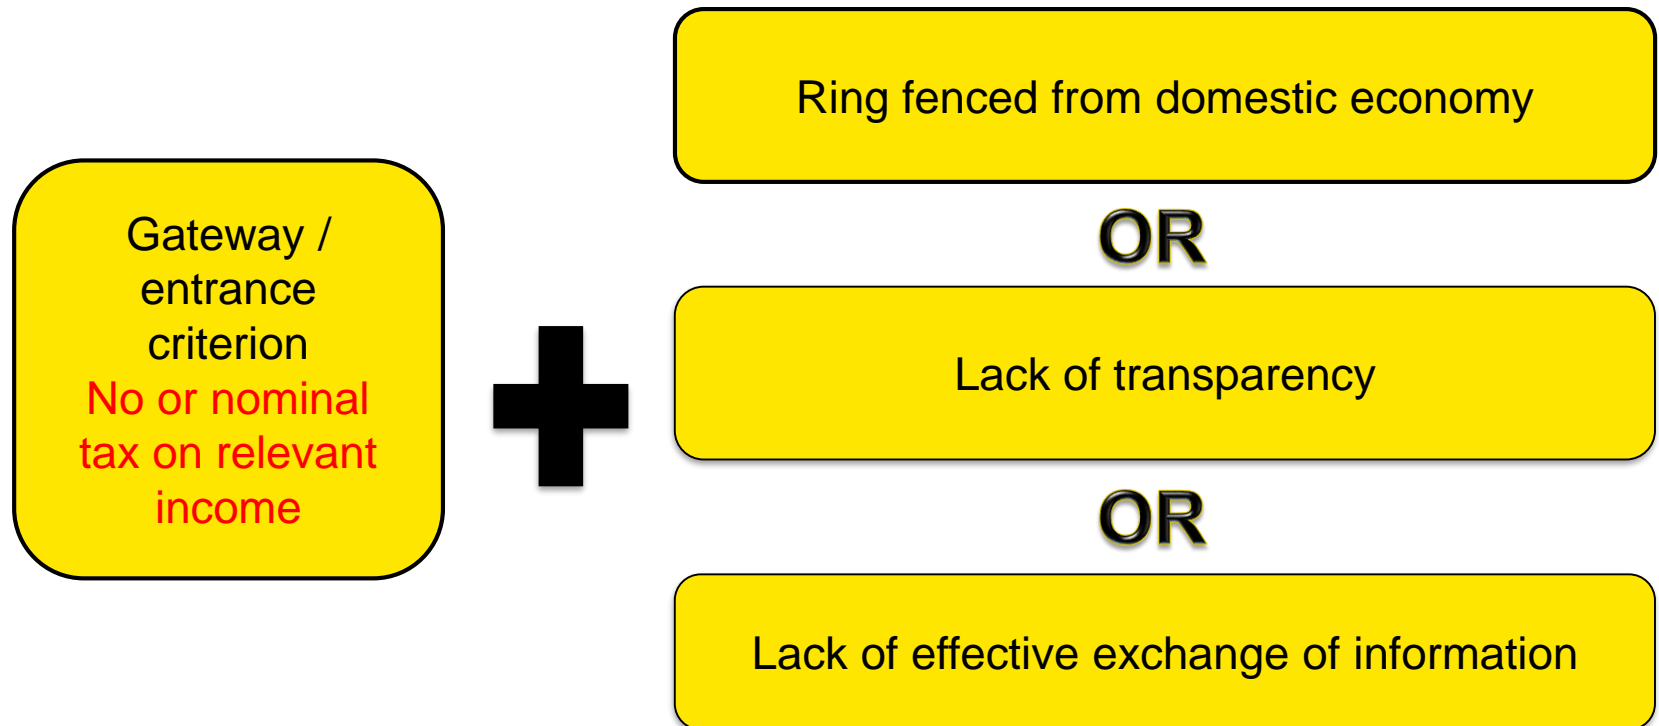 Gateway /
entrance
criterion
No or nominal
tax on relevant
income
Ring fenced from domestic economy
OR
Lack of transparency
OR
Lack of effective exchange of information